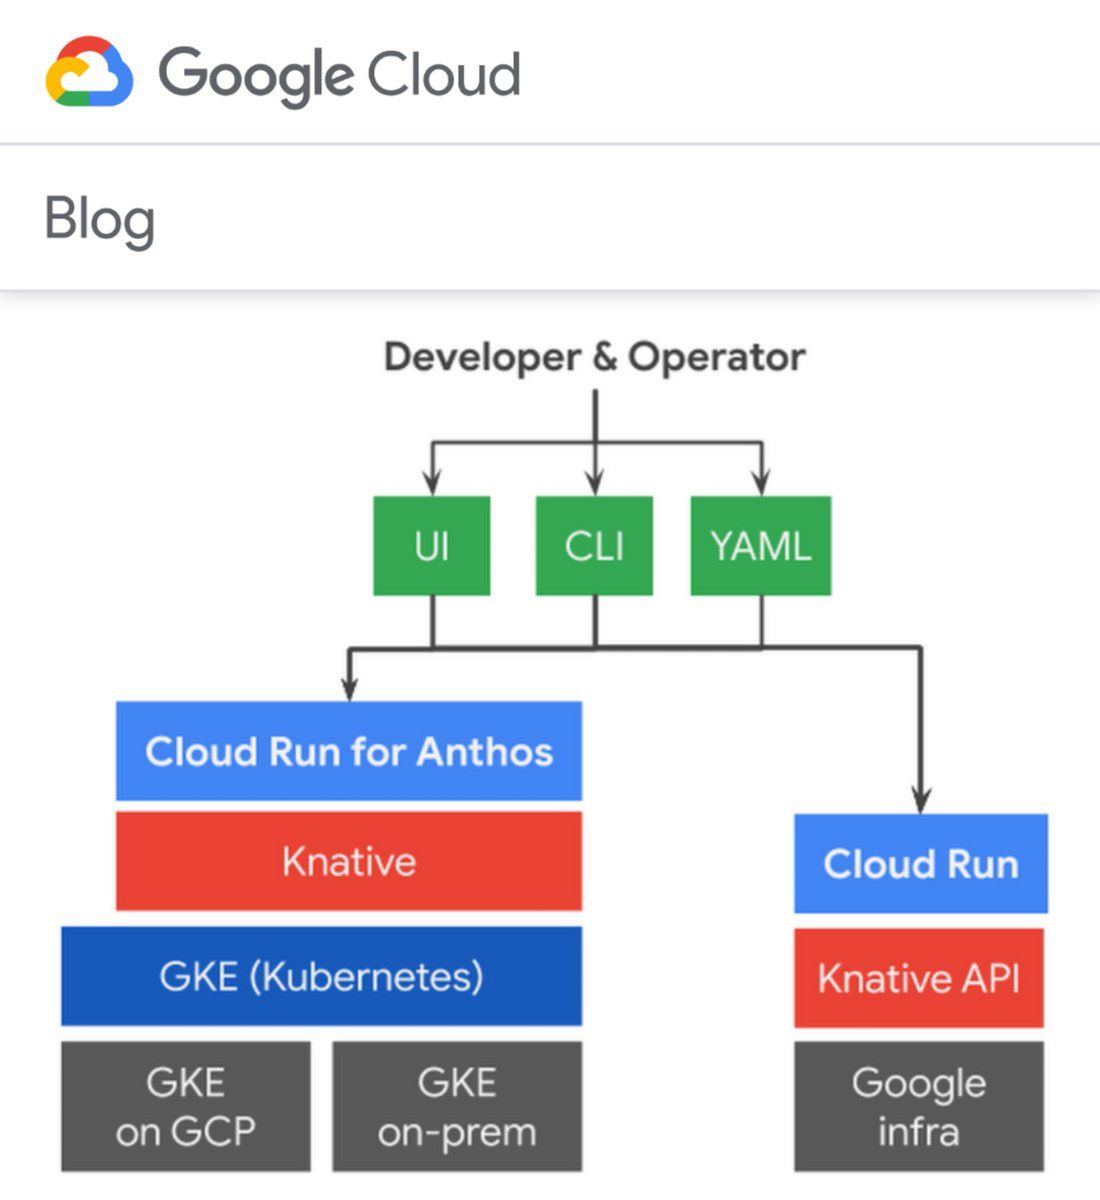 Google Cloud
Blog
Developer & Operator
UI
CLI
YAML
Cloud Run for Anthos
Knative
GKE (Kubernetes)
GKE
on GCP
GKE
on-prem
Cloud Run
Knative API
Google
infra